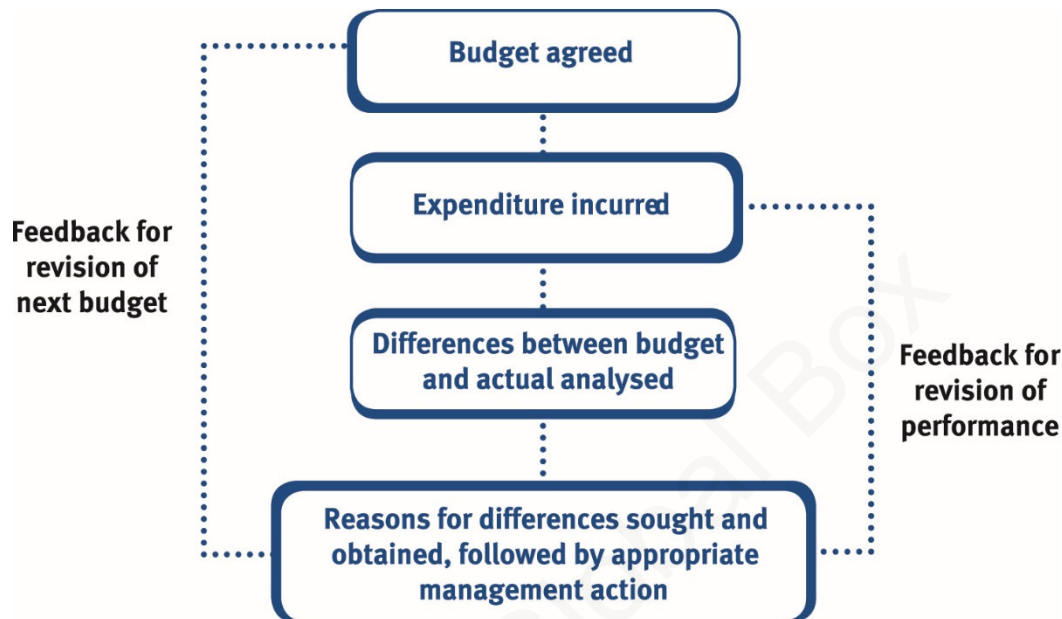 Budget agreed
Expenditure incurred
Feedback for
revision of
next budget
Differences between budget
and actual analysed
Feedback for
revision of
performance
Reasons for differences sought and
obtained, followed by appropriate
management action